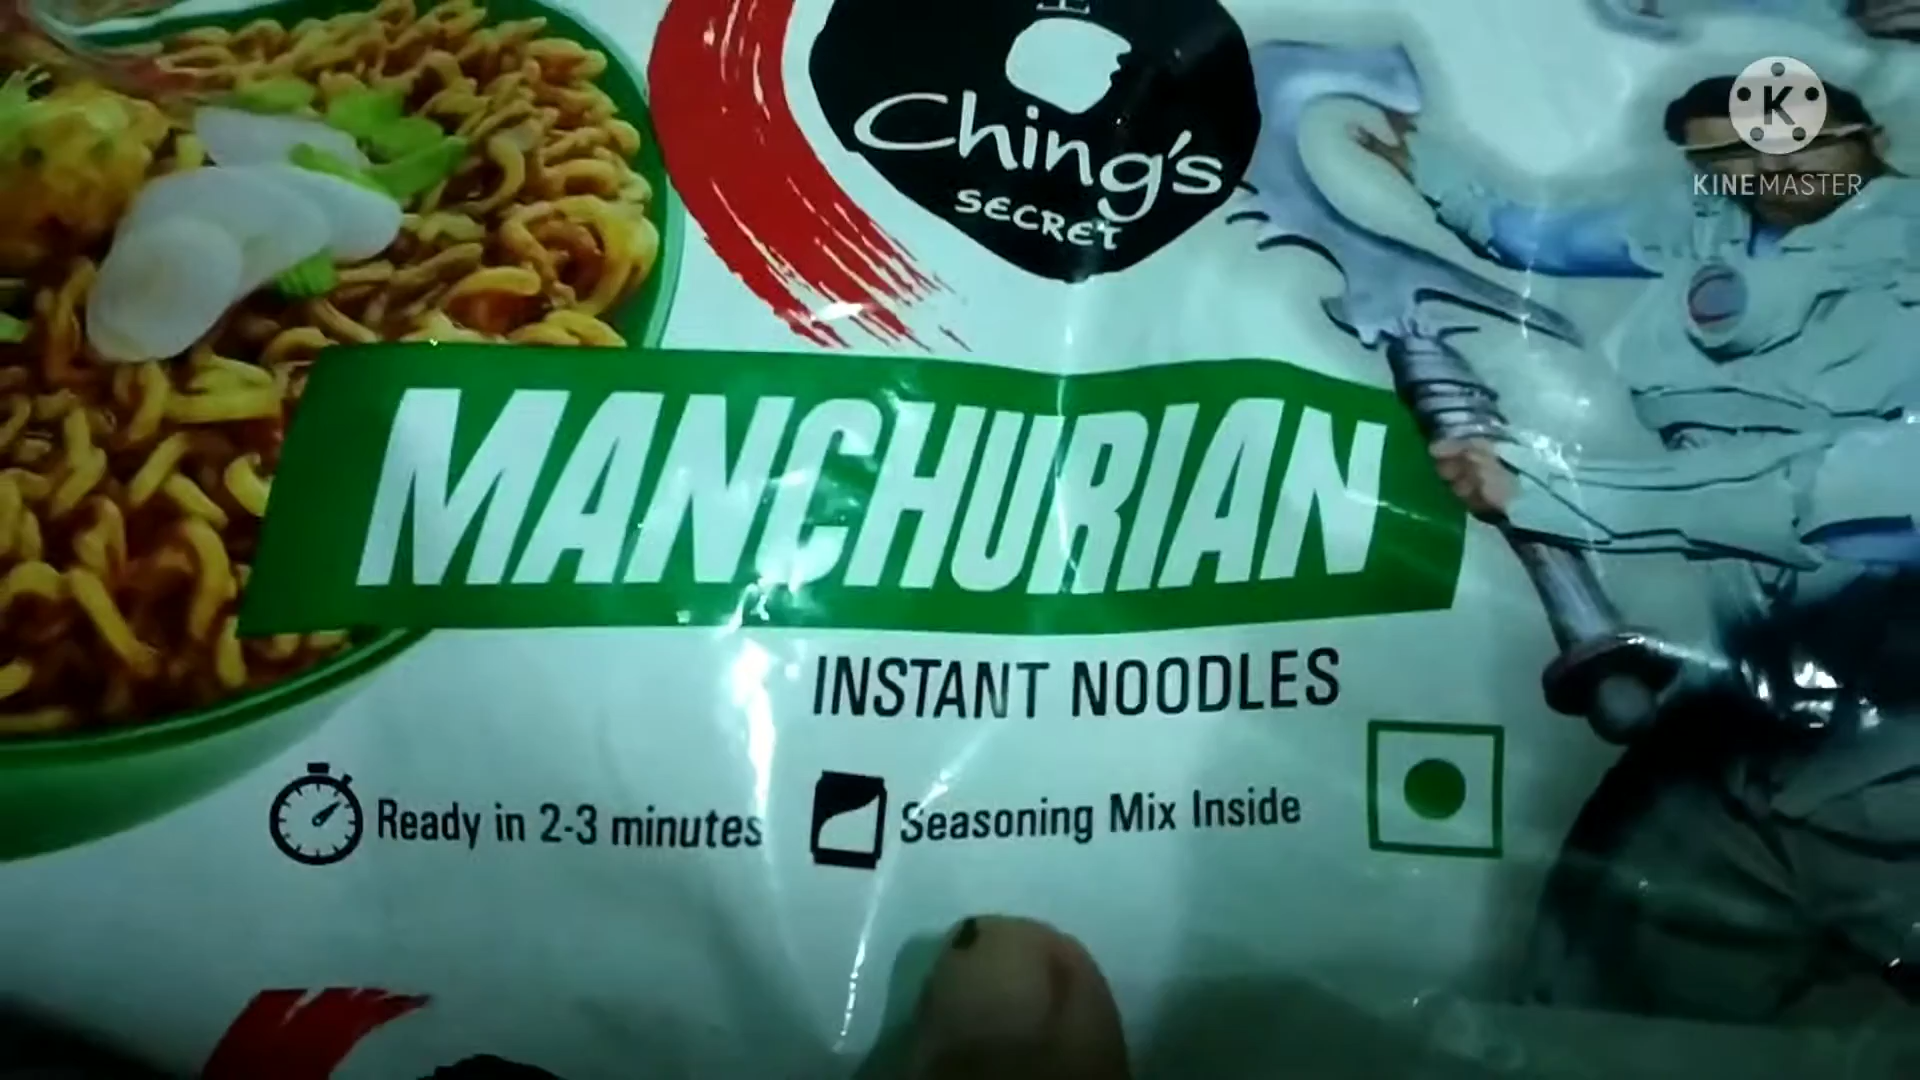 Ching's
SECRET
K
KINEMASTER
MANCHURIAN
INSTANT NOODLES
Ready in 2-3 minutes
Seasoning Mix Inside